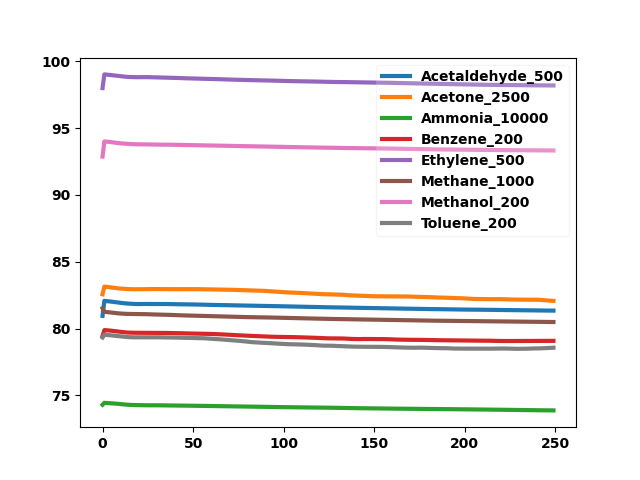 100
95
90
85
80
75
0
50
100
150
200
250
Acetaldehyde_500
Acetone_2500
Ammonia_10000
Benzene_200
Ethylene_500
Methane_1000
Methanol_200
Toluene_200